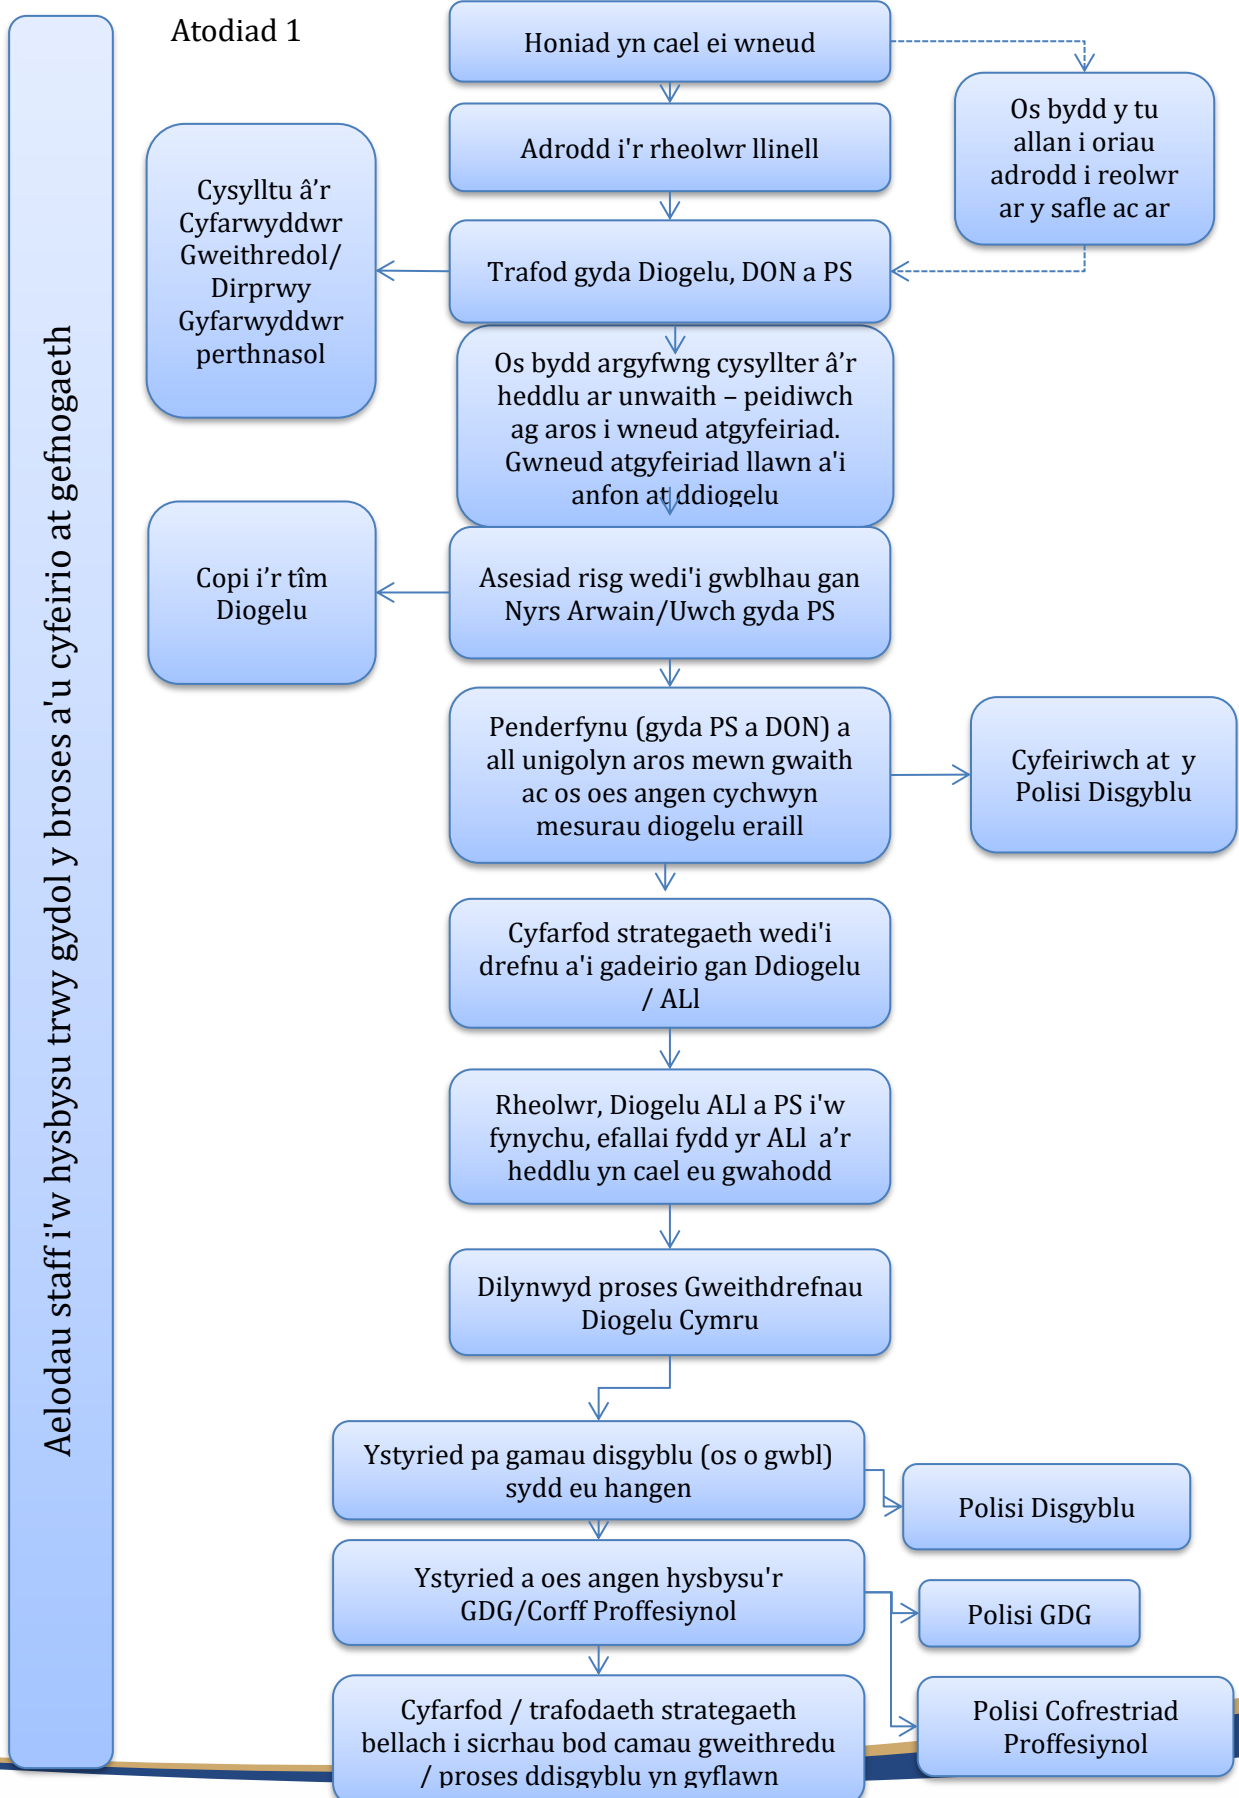 Atodiad 1
Aelodau staff i'w hysbysu trwy gydol y broses a'u cyfeirio at gefnogaeth
Honiad yn cael ei wneud
Os bydd y tu
allan i oriau
adrodd i reolwr
ar y safle ac ar
Adrodd i'r rheolwr llinell
Cysylltu â’r
Cyfarwyddwr
Gweithredol/
Dirprwy
Gyfarwyddwr
perthnasol
Trafod gyda Diogelu, DON a PS
Os bydd argyfwng cysyllter â’r
heddlu ar unwaith – peidiwch
ag aros i wneud atgyfeiriad.
Gwneud atgyfeiriad llawn a'i
anfon at ddiogelu
Copi i’r tîm
Diogelu
Asesiad risg wedi'i gwblhau gan
Nyrs Arwain/Uwch gyda PS
Penderfynu (gyda PS a DON) a
all unigolyn aros mewn gwaith
ac os oes angen cychwyn
mesurau diogelu eraill
Cyfeiriwch at y
Polisi Disgyblu
Cyfarfod strategaeth wedi'i
drefnu a'i gadeirio gan Ddiogelu
/ ALl
Rheolwr, Diogelu ALl a PS i'w
fynychu, efallai fydd yr ALl a’r
heddlu yn cael eu gwahodd
Dilynwyd proses Gweithdrefnau
Diogelu Cymru
Ystyried pa gamau disgyblu (os o gwbl)
sydd eu hangen
Polisi Disgyblu
Ystyried a oes angen hysbysu'r
GDG/Corff Proffesiynol
Polisi GDG
Polisi Cofrestriad
Proffesiynol
Cyfarfod / trafodaeth strategaeth
bellach i sicrhau bod camau gweithredu
/ proses ddisgyblu yn gyflawn